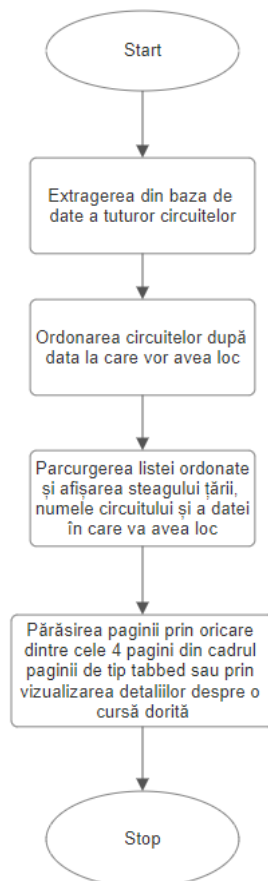 Start
Extragerea din baza de
date a tuturor circuitelor
Ordonarea circuitelor după
data la care vor avea loc
Parcurgerea listei ordonate
și afișarea steagului țării,
numele circuitului și a datei
în care va avea loc
Părăsirea paginii prin oricare
dintre cele 4 pagini din cadrul
paginii de tip tabbed sau prin
vizualizarea detaliilor despre o
cursă dorită
Stop